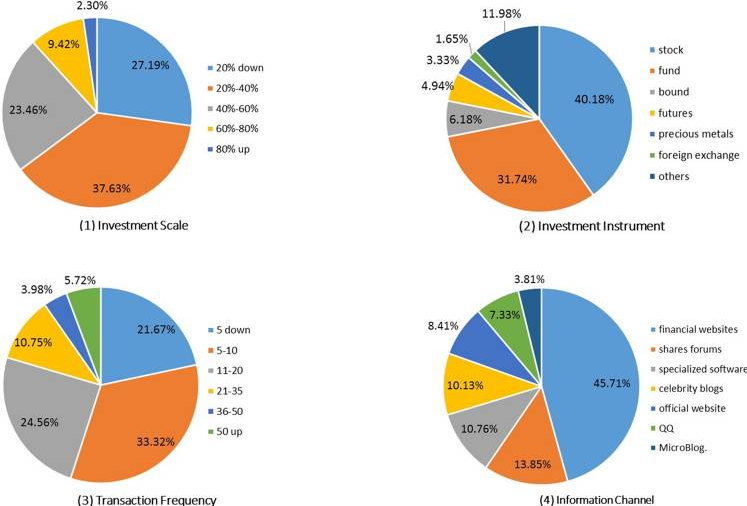 2.30%
9.42%
27.19%
23.46%
37.63%
20% down
20%-40%
40%-60%
60%-80%
80% up
(1) Investment Scale
11.98%
1.65%
3.33%
4.94%
6.18%
40.18%
31.74%
stock
fund
bound
futures
precious metals
foreign exchange
others
(2) Investment Instrument
5.72%
3.98%
10.75%
21.67%
24.56%
33.32%
5 down
5-10
11-20
21-35
36-50
50 up
(3) Transaction Frequency
3.81%
7.33%
8.41%
10.13%
45.71%
10.76%
13.85%
financial websites
shares forums
specialized software
celebrity blogs
official website
QQ
MicroBlog.
(4) Information Channel